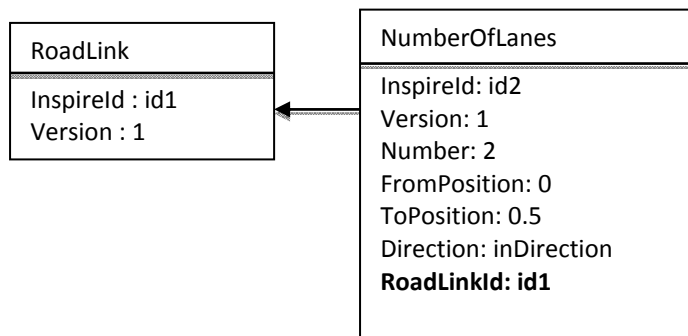 RoadLink
InspireId : id1
Version : 1
NumberOfLanes
InspireId: id2
Version: 1
Number: 2
FromPosition: 0
ToPosition: 0.5
Direction: inDirection
RoadLinkId: id1